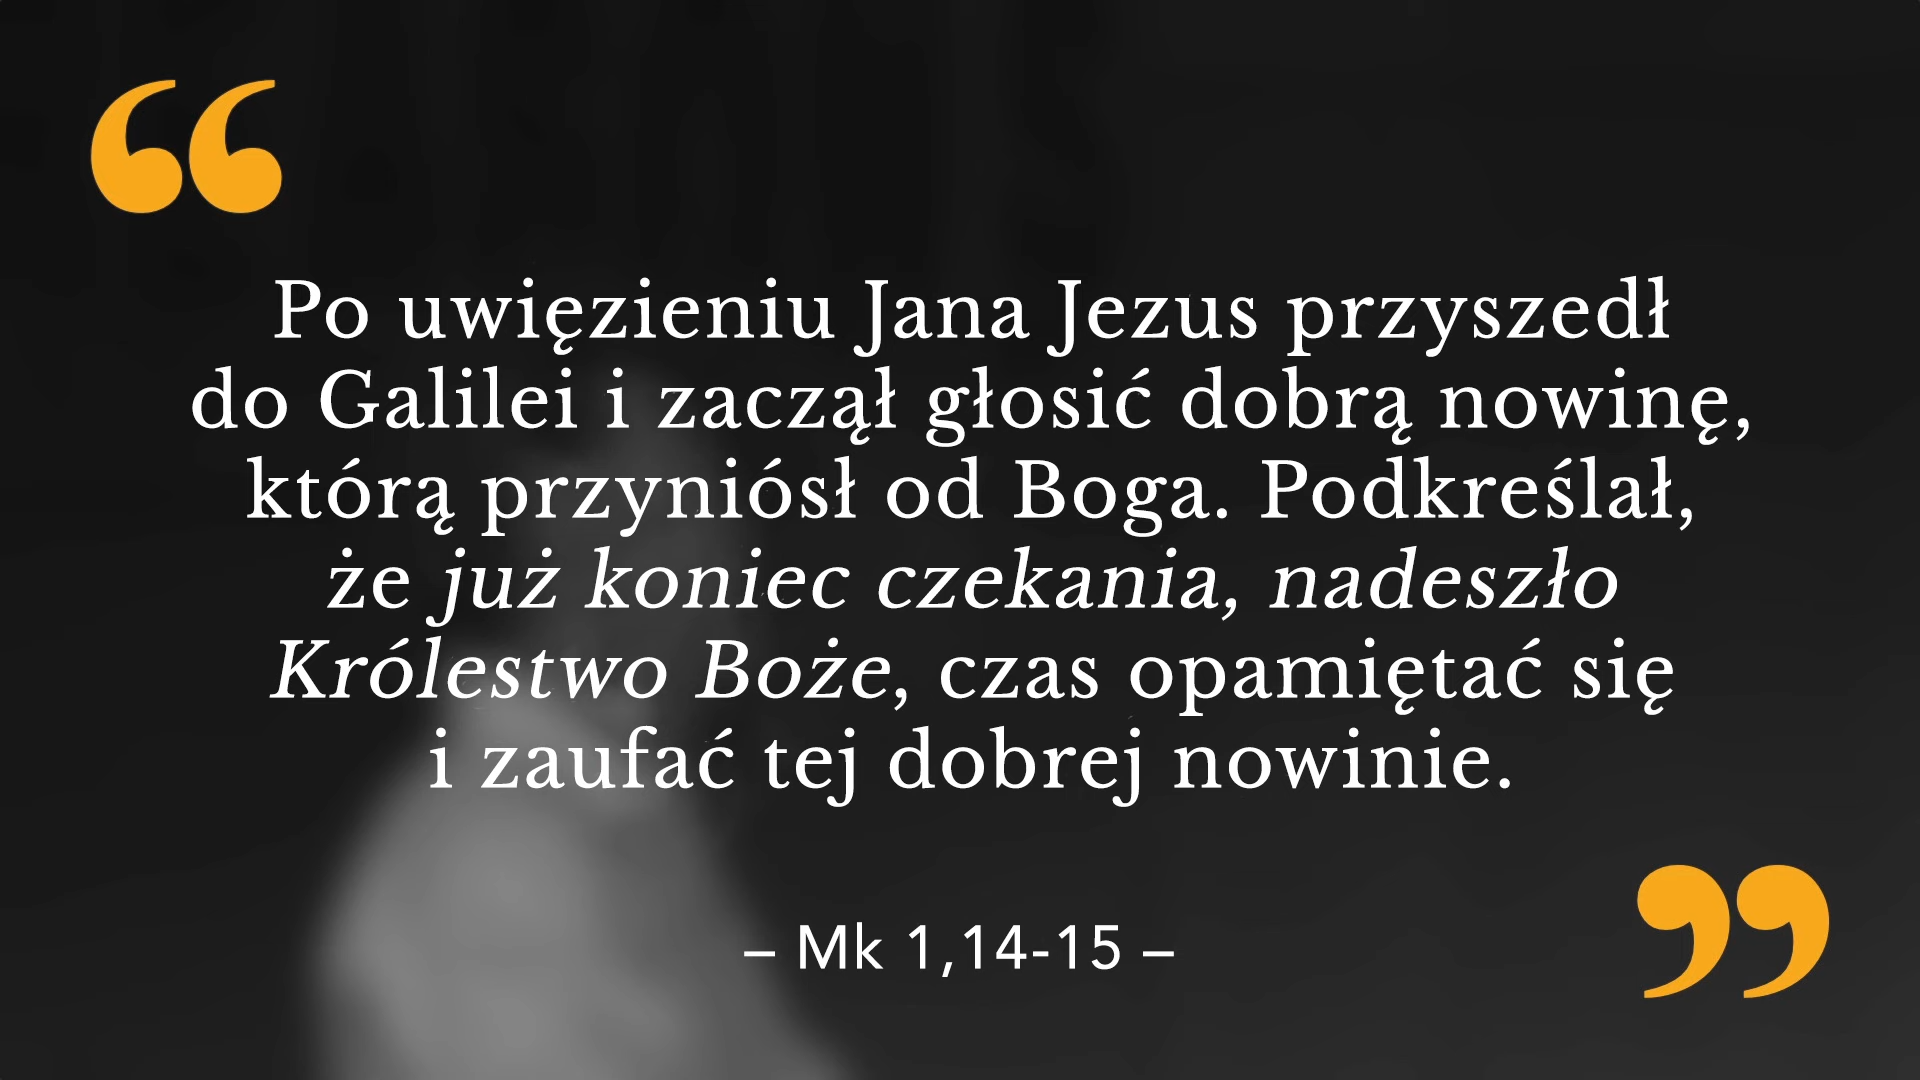 “
Po uwięzieniu Jana Jezus przyszedł
do Galilei i zaczął głosić dobrą nowinę,
którą przyniósł od Boga. Podkreślał,
że już koniec czekania, nadeszło
Królestwo Boże, czas opamiętać się
i zaufać tej dobrej nowinie.
”
– Mk 1,14-15 –